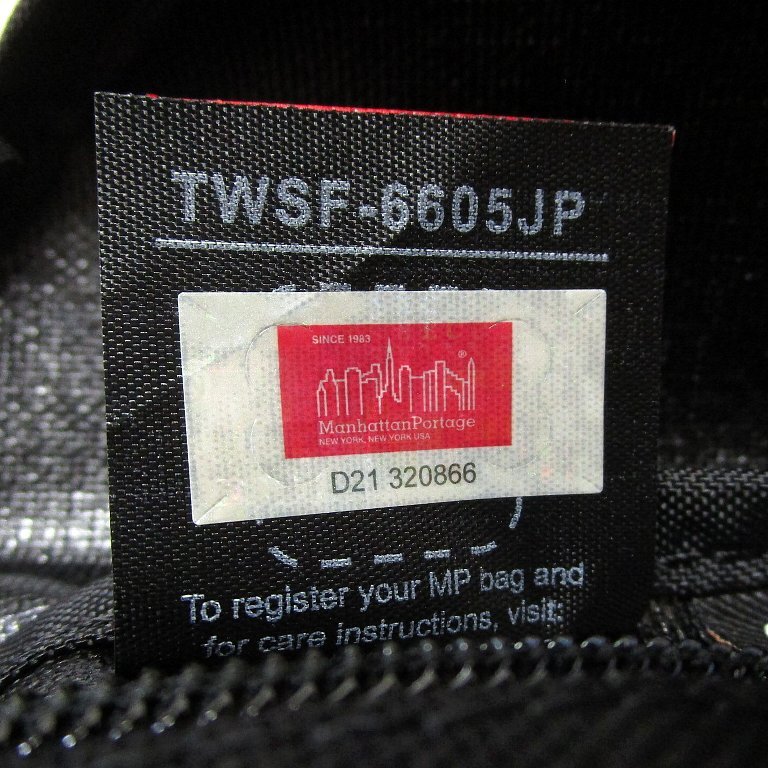 TWSF-6605JP
SINCE 1983
®
ManhattanPortage
NEW YORK, NEW YORK USA
D21 320866
To register your MP bag and
for care instructions, visit: